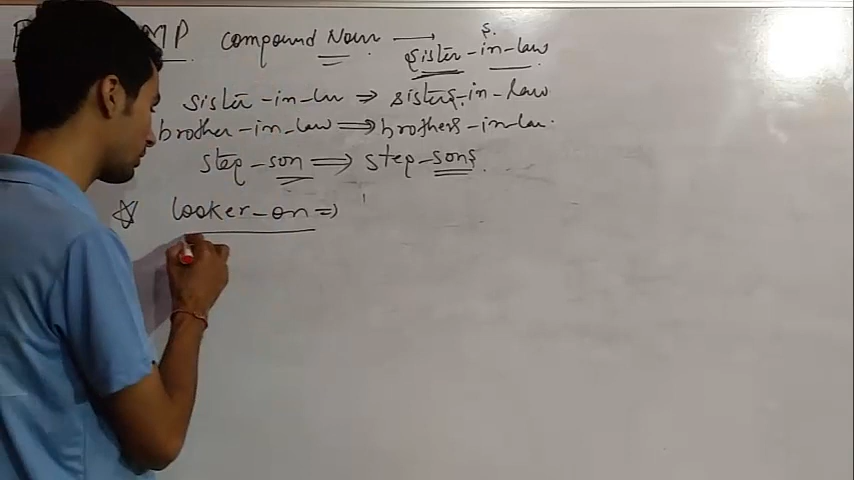 MP compound Noun → sister-in-law
s.
sister-in-lw ⇒ sisters-in-law
brother-in-law ⇒ brothers-in-law.
step-son ⇒ step-sons.
☆ looker-on ⇒